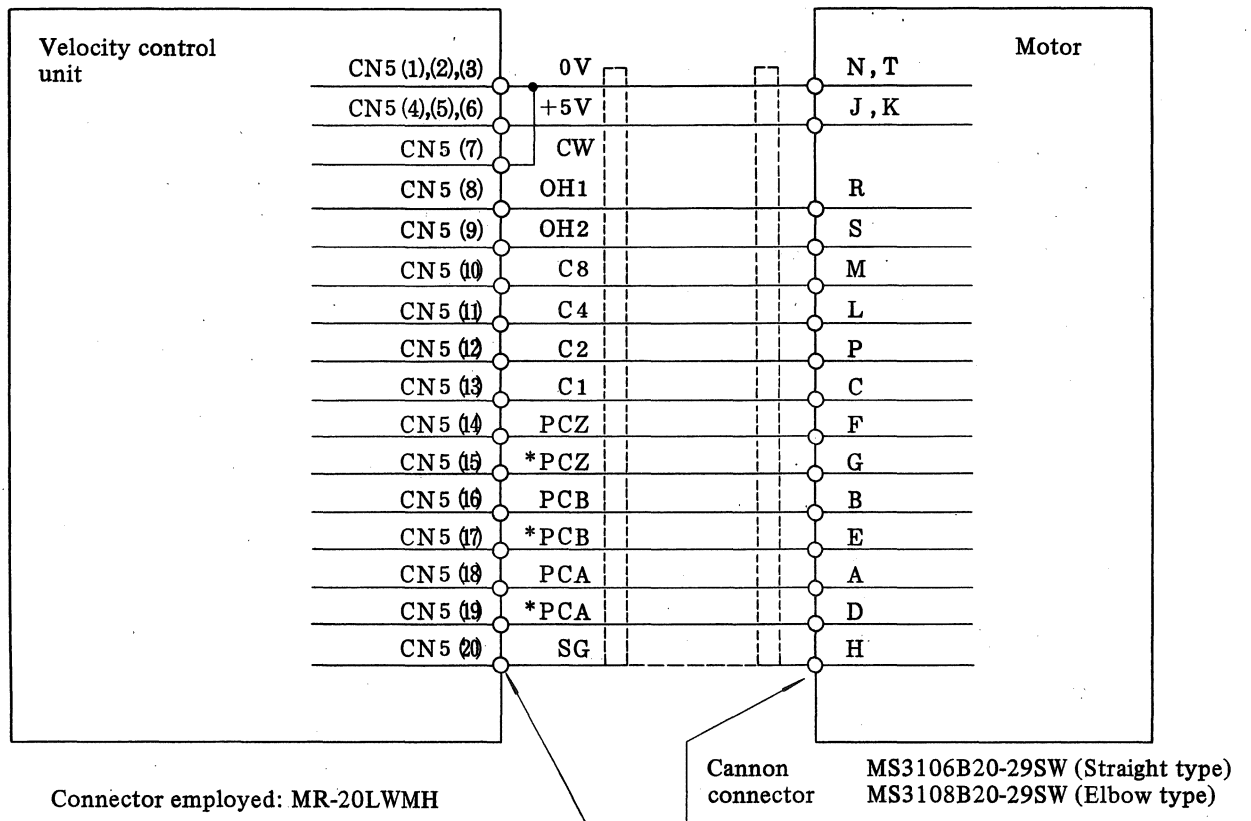 Velocity control
unit
Motor
CN5 (1),(2),(3) 0V N, T
CN5 (4),(5),(6) +5V J, K
CN5 (7) CW
CN5 (8) OH1 R
CN5 (9) OH2 S
CN5 (10) C8 M
CN5 (11) C4 L
CN5 (12) C2 P
CN5 (13) C1 C
CN5 (14) PCZ F
CN5 (15) *PCZ G
CN5 (16) PCB B
CN5 (17) *PCB E
CN5 (18) PCA A
CN5 (19) *PCA D
CN5 (20) SG H
Connector employed: MR-20LWMH
Cannon MS3106B20-29SW (Straight type)
connector MS3108B20-29SW (Elbow type)